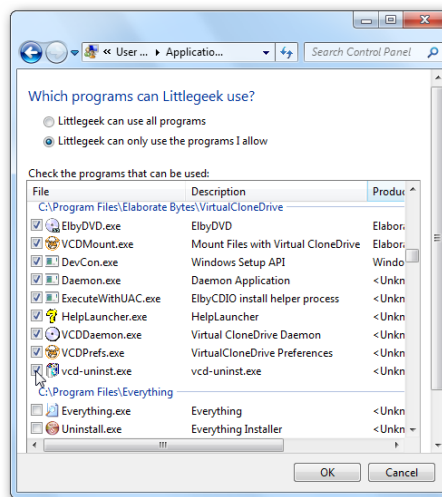 « User ... ▸ Applicatio... Search Control Panel
Which programs can Littlegeek use?
Littlegeek can use all programs
Littlegeek can only use the programs I allow
Check the programs that can be used:
File Description Produc
C:\Program Files\Elaborate Bytes\VirtualCloneDrive
ElbyDVD.exe ElbyDVD Elabora
VCDMount.exe Mount Files with Virtual CloneDrive Elabora
DevCon.exe Windows Setup API Windo
Daemon.exe Daemon Application <Unkn
ExecuteWithUAC.exe ElbyCDIO install helper process <Unkn
HelpLauncher.exe HelpLauncher <Unkn
VCDDaemon.exe Virtual CloneDrive Daemon <Unkn
VCDPrefs.exe VirtualCloneDrive Preferences <Unkn
vcd-uninst.exe vcd-uninst.exe <Unkn
C:\Program Files\Everything
Everything.exe Everything <Unkn
Uninstall.exe Everything Installer <Unkn
OK Cancel